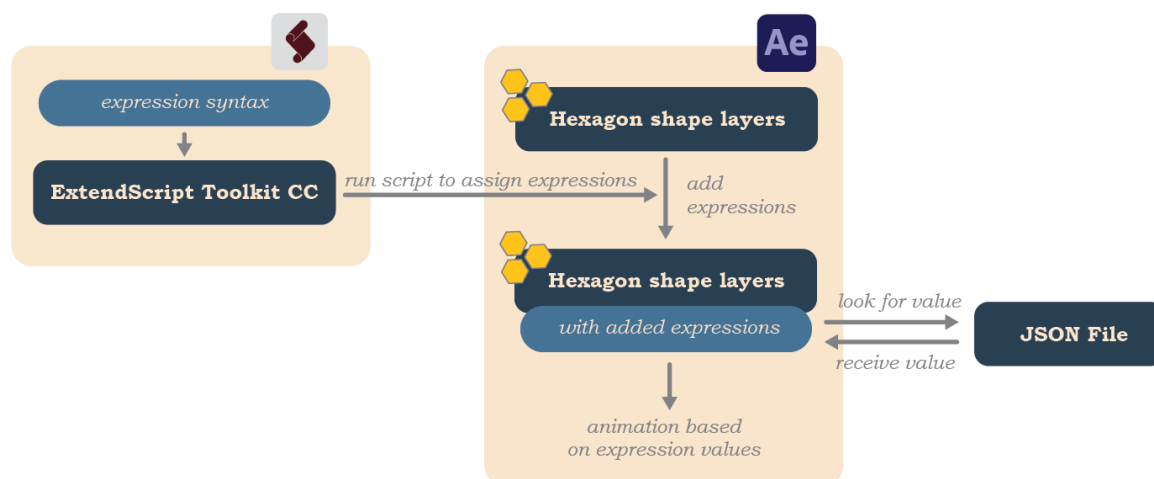 Ae
expression syntax
Hexagon shape layers
ExtendScript Toolkit CC
run script to assign expressions
add
expressions
Hexagon shape layers
with added expressions
look for value
JSON File
receive value
animation based
on expression values